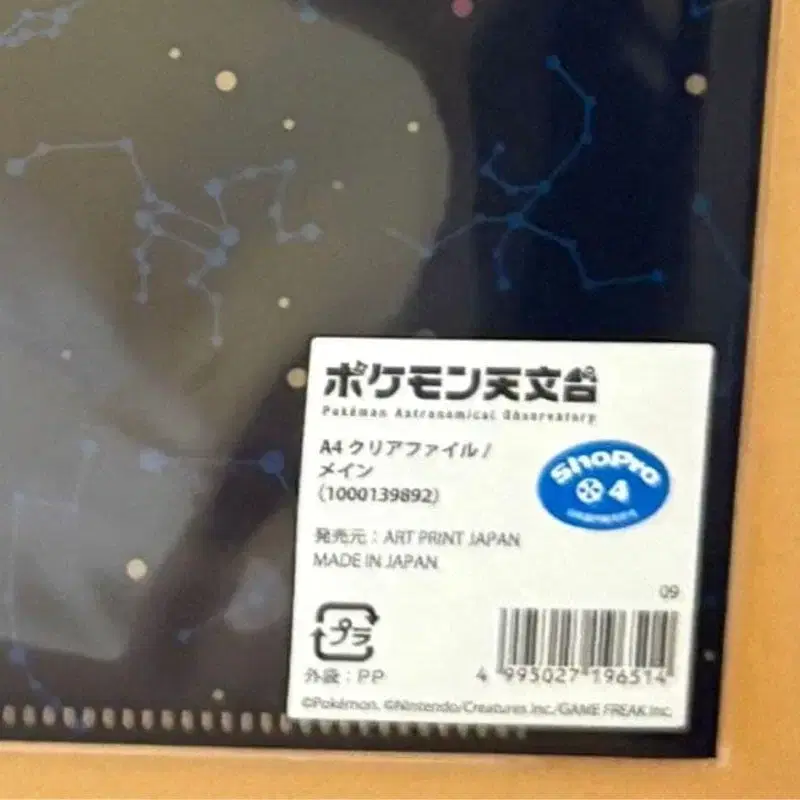 ポケモン天文台
Pokémon Astronomical Observatory
A4 クリアファイル /
メイン
(1000139892)
ShoPro
4
発売元：ART PRINT JAPAN
MADE IN JAPAN
09
プラ
外袋：PP
4 995027 196514
©Pokémon. ©Nintendo/Creatures Inc./GAME FREAK inc.